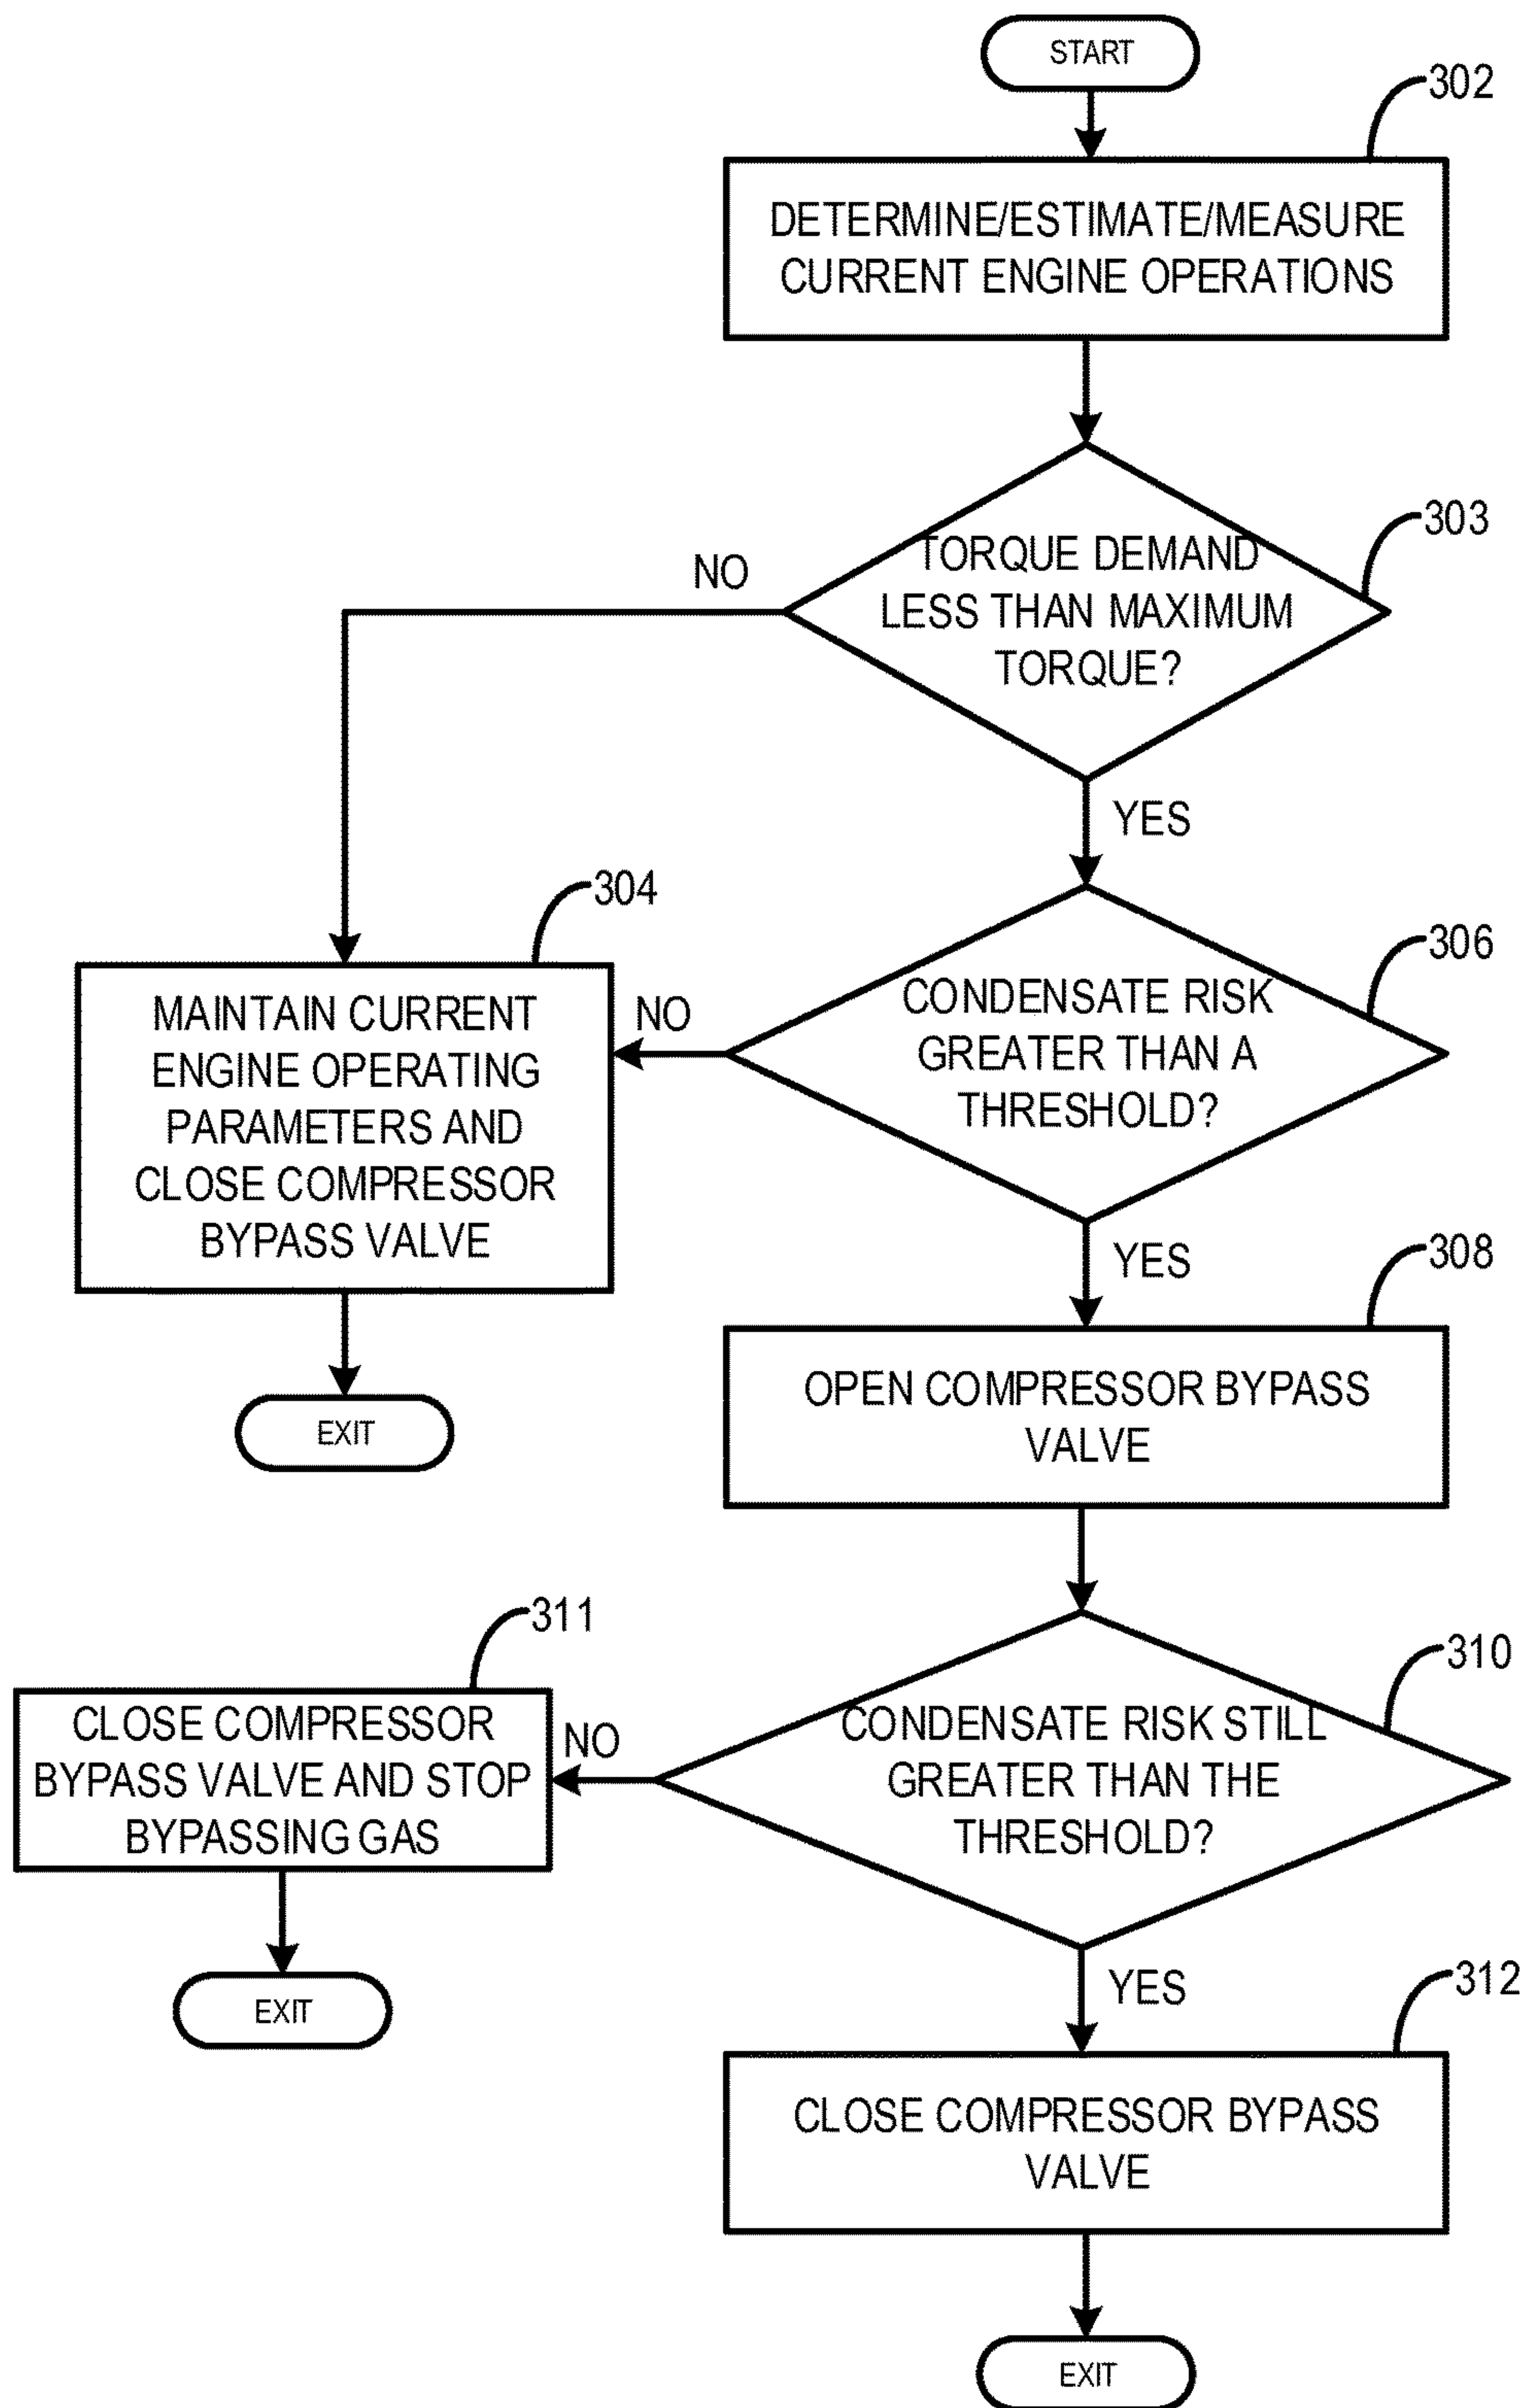 START
302
DETERMINE/ESTIMATE/MEASURE
CURRENT ENGINE OPERATIONS
303
TORQUE DEMAND
LESS THAN MAXIMUM
TORQUE?
NO
YES
304
MAINTAIN CURRENT
ENGINE OPERATING
PARAMETERS AND
CLOSE COMPRESSOR
BYPASS VALVE
EXIT
306
CONDENSATE RISK
GREATER THAN A
THRESHOLD?
NO
YES
308
OPEN COMPRESSOR BYPASS
VALVE
310
CONDENSATE RISK STILL
GREATER THAN THE
THRESHOLD?
NO
311
CLOSE COMPRESSOR
BYPASS VALVE AND STOP
BYPASSING GAS
EXIT
YES
312
CLOSE COMPRESSOR BYPASS
VALVE
EXIT